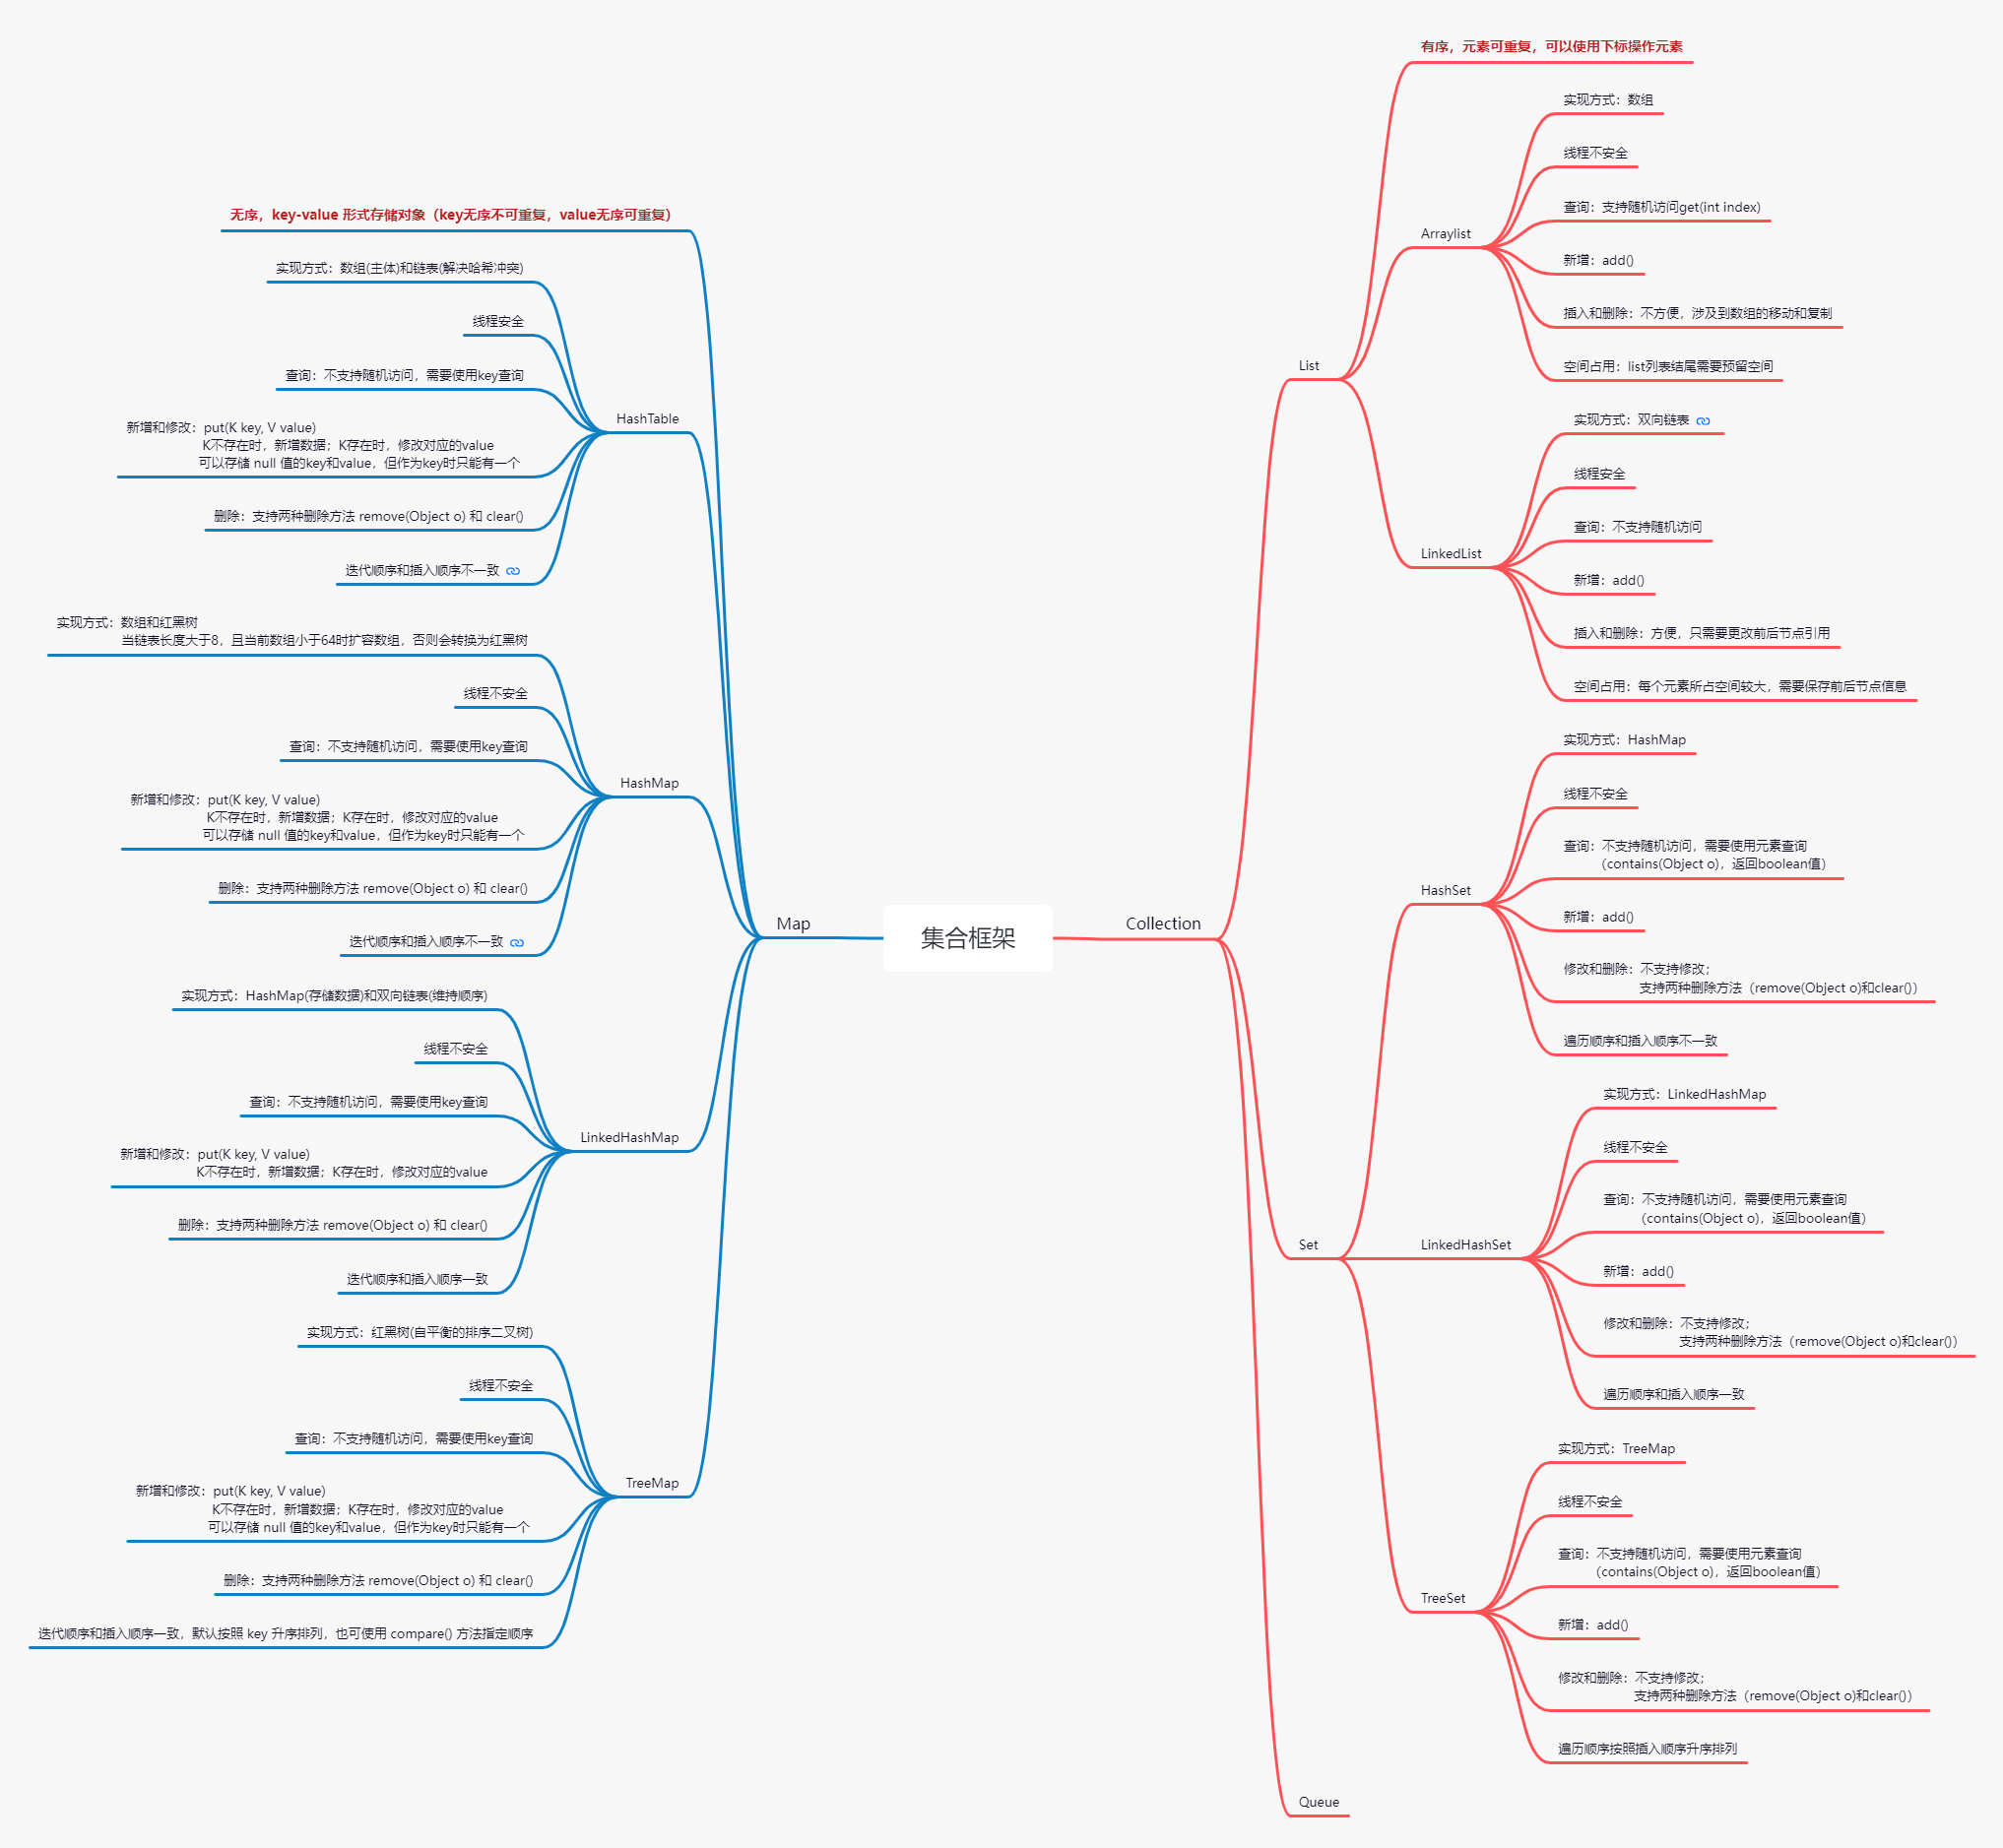 集合框架
Map
无序，key-value 形式存储对象（key无序不可重复，value无序可重复）
HashTable
实现方式：数组(主体)和链表(解决哈希冲突)
线程安全
查询：不支持随机访问，需要使用key查询
新增和修改：put(K key, V value)
K不存在时，新增数据；K存在时，修改对应的value
可以存储 null 值的key和value，但作为key时只能有一个
删除：支持两种删除方法 remove(Object o) 和 clear()
迭代顺序和插入顺序不一致
HashMap
实现方式：数组和红黑树
当链表长度大于8，且当前数组小于64时扩容数组，否则会转换为红黑树
线程不安全
查询：不支持随机访问，需要使用key查询
新增和修改：put(K key, V value)
K不存在时，新增数据；K存在时，修改对应的value
可以存储 null 值的key和value，但作为key时只能有一个
删除：支持两种删除方法 remove(Object o) 和 clear()
迭代顺序和插入顺序不一致
LinkedHashMap
实现方式：HashMap(存储数据)和双向链表(维持顺序)
线程不安全
查询：不支持随机访问，需要使用key查询
新增和修改：put(K key, V value)
K不存在时，新增数据；K存在时，修改对应的value
删除：支持两种删除方法 remove(Object o) 和 clear()
迭代顺序和插入顺序一致
TreeMap
实现方式：红黑树(自平衡的排序二叉树)
线程不安全
查询：不支持随机访问，需要使用key查询
新增和修改：put(K key, V value)
K不存在时，新增数据；K存在时，修改对应的value
可以存储 null 值的key和value，但作为key时只能有一个
删除：支持两种删除方法 remove(Object o) 和 clear()
迭代顺序和插入顺序一致，默认按照 key 升序排列，也可使用 compare() 方法指定顺序
Collection
List
有序，元素可重复，可以使用下标操作元素
Arraylist
实现方式：数组
线程不安全
查询：支持随机访问get(int index)
新增：add()
插入和删除：不方便，涉及到数组的移动和复制
空间占用：list列表结尾需要预留空间
LinkedList
实现方式：双向链表
线程安全
查询：不支持随机访问
新增：add()
插入和删除：方便，只需要更改前后节点引用
空间占用：每个元素所占空间较大，需要保存前后节点信息
Set
HashSet
实现方式：HashMap
线程不安全
查询：不支持随机访问，需要使用元素查询
(contains(Object o)，返回boolean值)
新增：add()
修改和删除：不支持修改；
支持两种删除方法（remove(Object o)和clear()）
遍历顺序和插入顺序不一致
LinkedHashSet
实现方式：LinkedHashMap
线程不安全
查询：不支持随机访问，需要使用元素查询
(contains(Object o)，返回boolean值)
新增：add()
修改和删除：不支持修改；
支持两种删除方法（remove(Object o)和clear()）
遍历顺序和插入顺序一致
TreeSet
实现方式：TreeMap
线程不安全
查询：不支持随机访问，需要使用元素查询
(contains(Object o)，返回boolean值)
新增：add()
修改和删除：不支持修改；
支持两种删除方法（remove(Object o)和clear()）
遍历顺序按照插入顺序升序排列
Queue